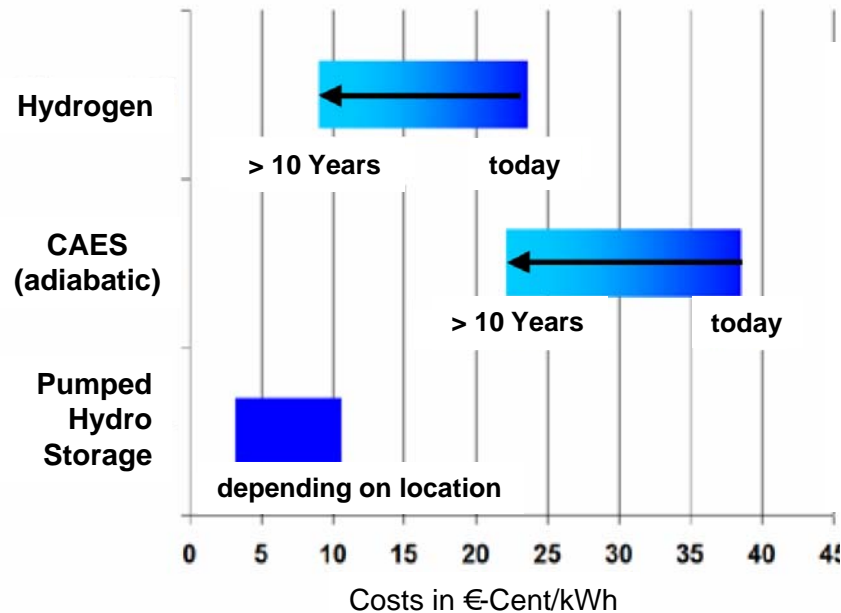 Hydrogen
> 10 Years today
CAES
(adiabatic)
> 10 Years today
Pumped
Hydro
Storage
depending on location
0 5 10 15 20 25 30 35 40 45
Costs in €-Cent/kWh